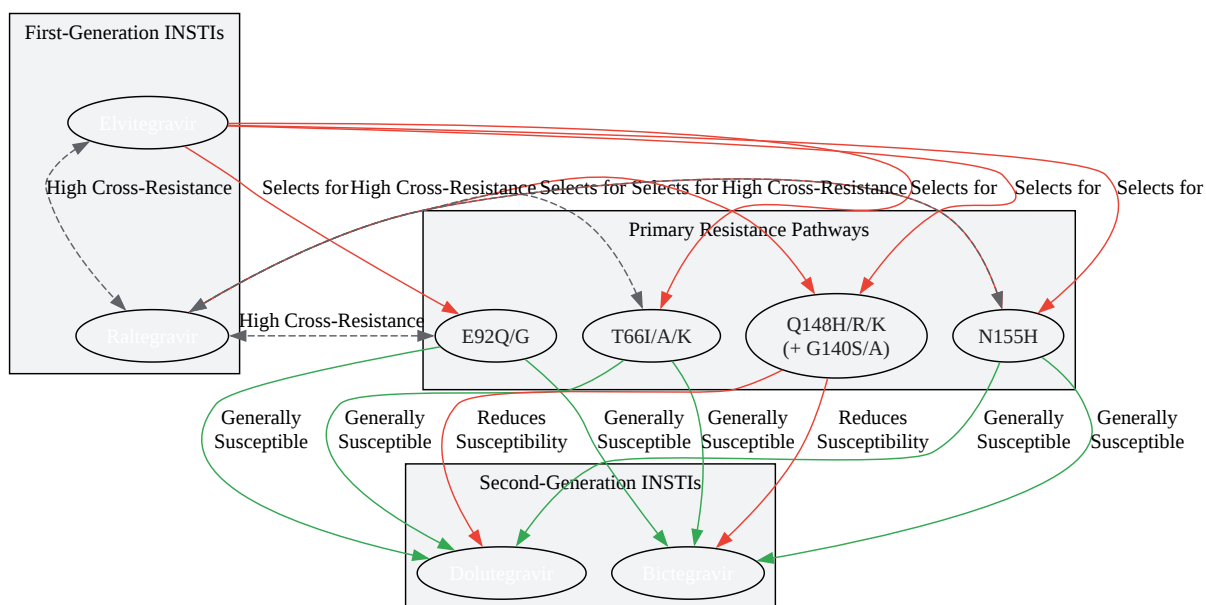 First-Generation INSTIs
Elvitegravir
High Cross-Resistance
Selects for
High Cross-Resistance
Selects for
Selects for
High Cross-Resistance
Selects for
Selects for
Selects for
Primary Resistance Pathways
Raltegravir
High Cross-Resistance
E92Q/G
T66I/A/K
Q148H/R/K
(+ G140S/A)
N155H
Generally
Susceptible
Generally
Susceptible
Reduces
Susceptibility
Generally
Susceptible
Generally
Susceptible
Reduces
Susceptibility
Generally
Susceptible
Generally
Susceptible
Second-Generation INSTIs
Dolutegravir
Bictegravir